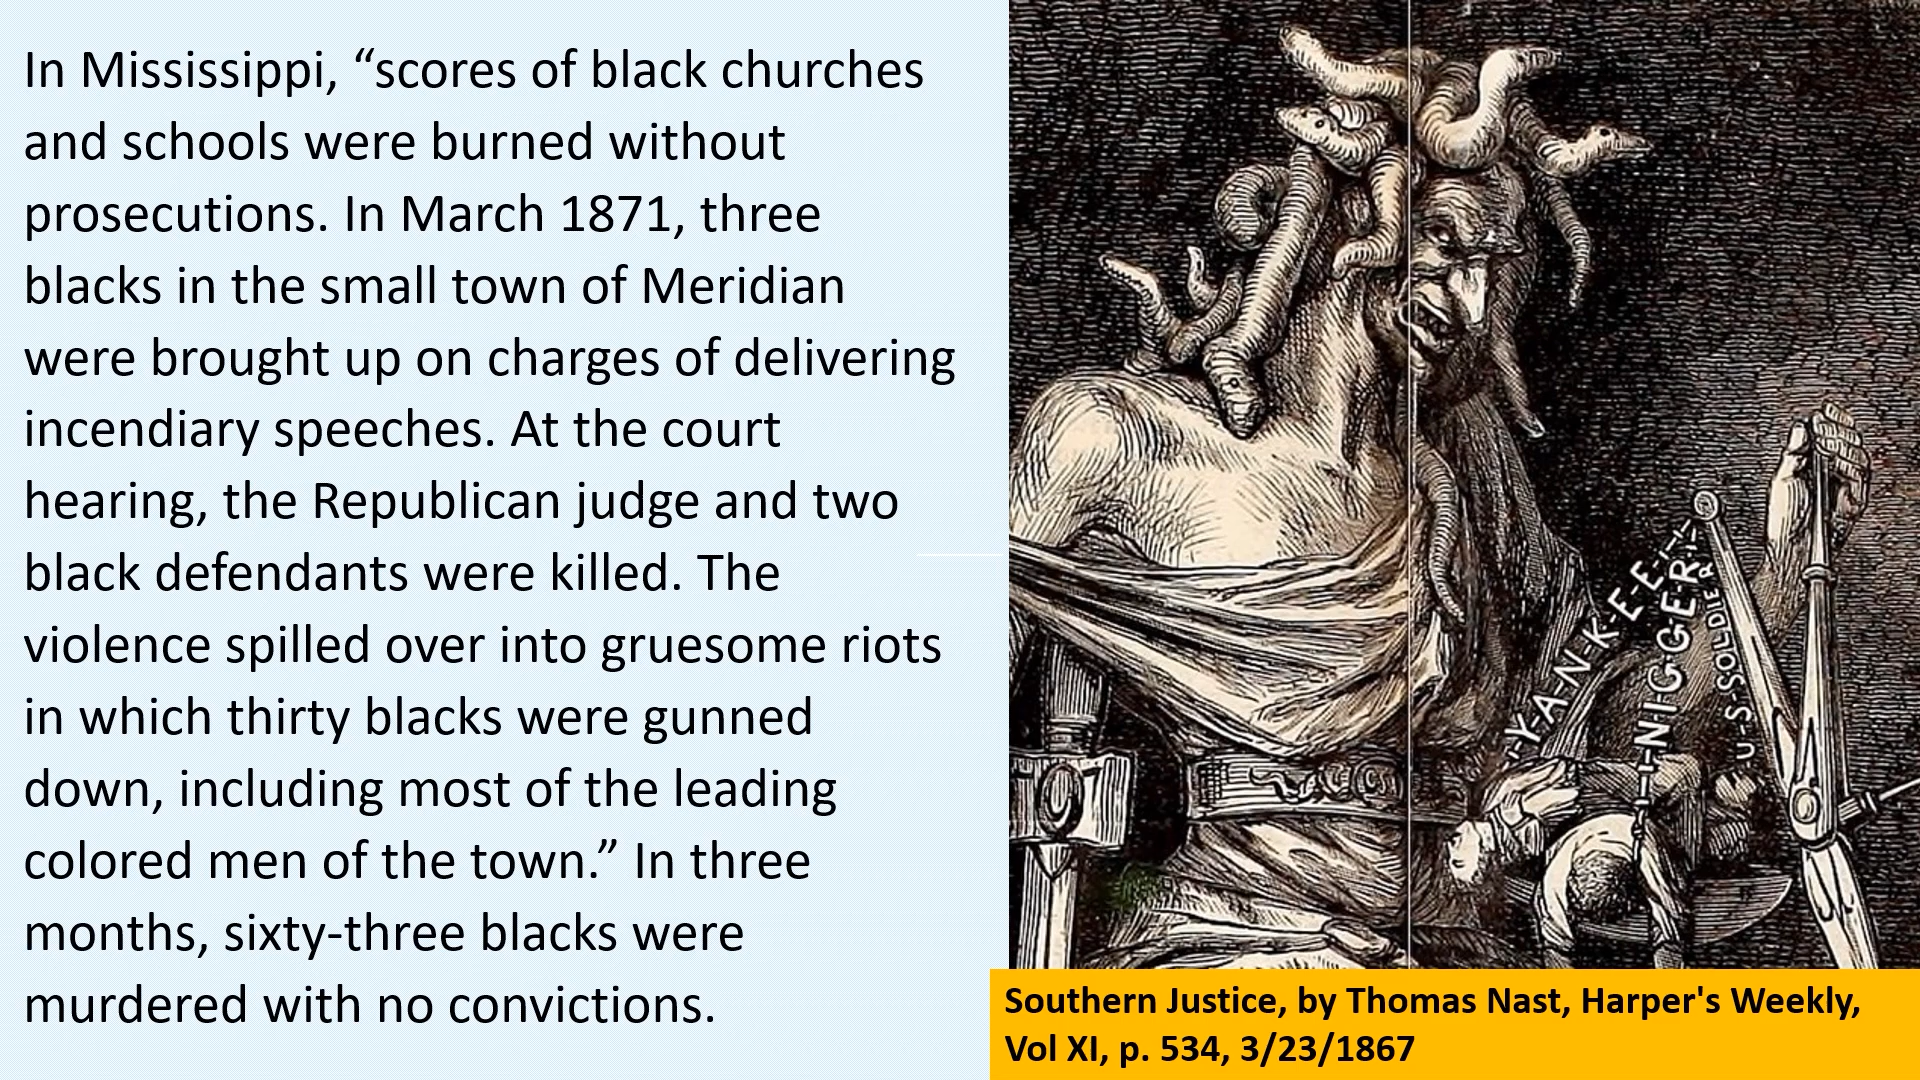 In Mississippi, “scores of black churches
and schools were burned without
prosecutions. In March 1871, three
blacks in the small town of Meridian
were brought up on charges of delivering
incendiary speeches. At the court
hearing, the Republican judge and two
black defendants were killed. The
violence spilled over into gruesome riots
in which thirty blacks were gunned
down, including most of the leading
colored men of the town.” In three
months, sixty-three blacks were
murdered with no convictions.
Y-A-N-K-E-E
NIGGER
U-S-SOLDIER
Southern Justice, by Thomas Nast, Harper's Weekly,
Vol XI, p. 534, 3/23/1867